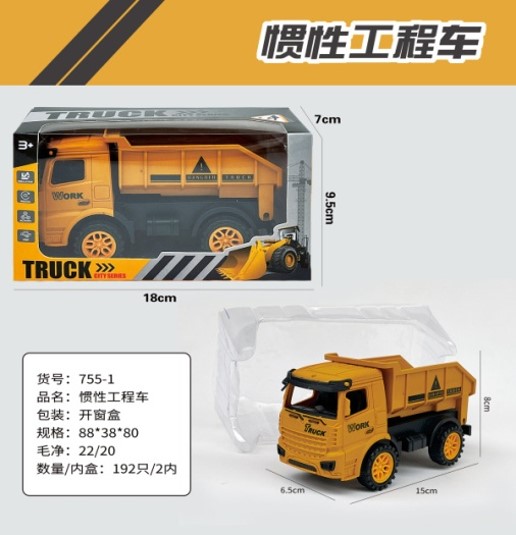 惯性工程车
TRUCK
3+
7cm
WORK
9.5cm
TRUCK >>>
CITY SERIES
18cm
货号：755-1
品名：惯性工程车
包装：开窗盒
规格：88*38*80
毛净：22/20
数量/内盒：192只/2内
WORK
TRUCK
8cm
6.5cm
15cm